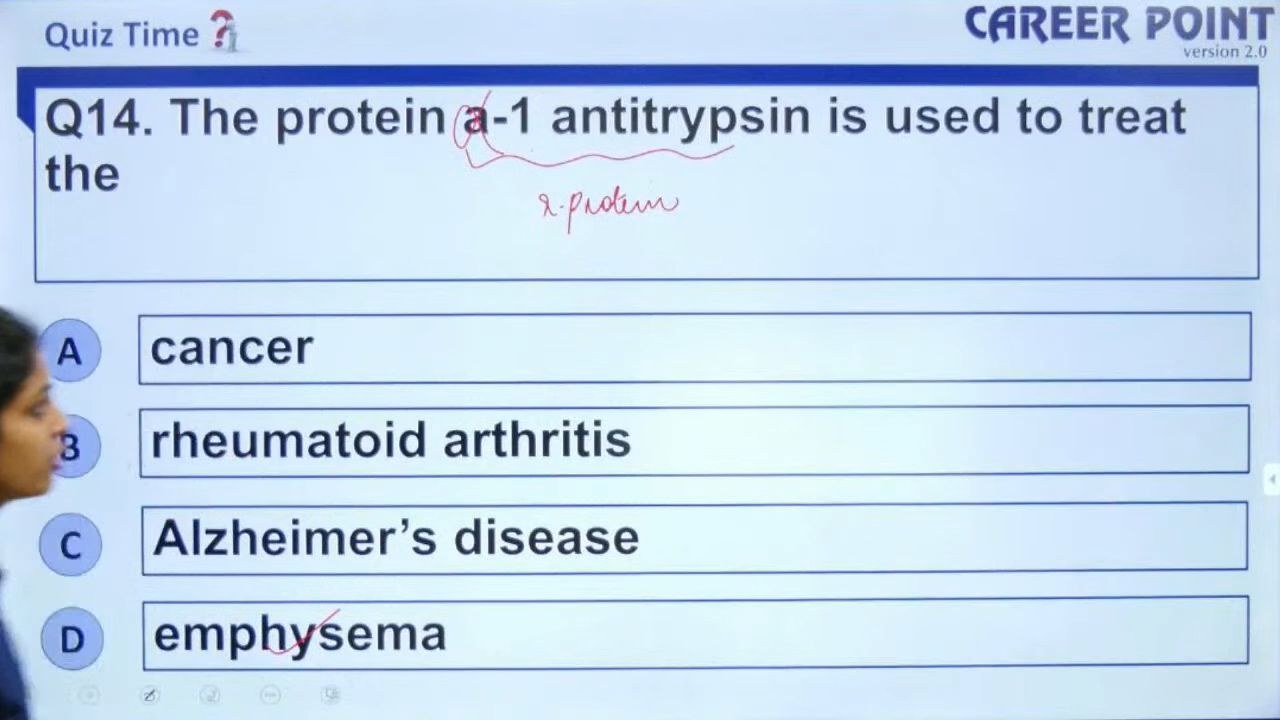 Quiz Time
CAREER POINT
version 2.0
Q14. The protein a-1 antitrypsin is used to treat
the
r-protein
A
cancer
B
rheumatoid arthritis
C
Alzheimer’s disease
D
emphysema